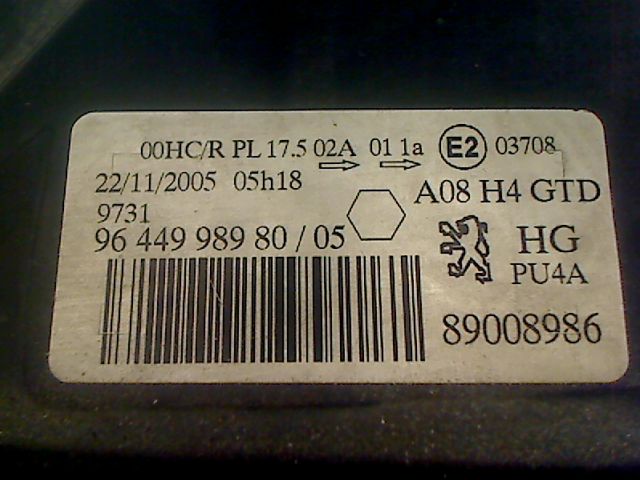 00HC/R PL 17.5 02A 01 1a E2 03708
22/11/2005 05h18
A08 H4 GTD
9731
96 449 989 80 / 05
HG
PU4A
89008986